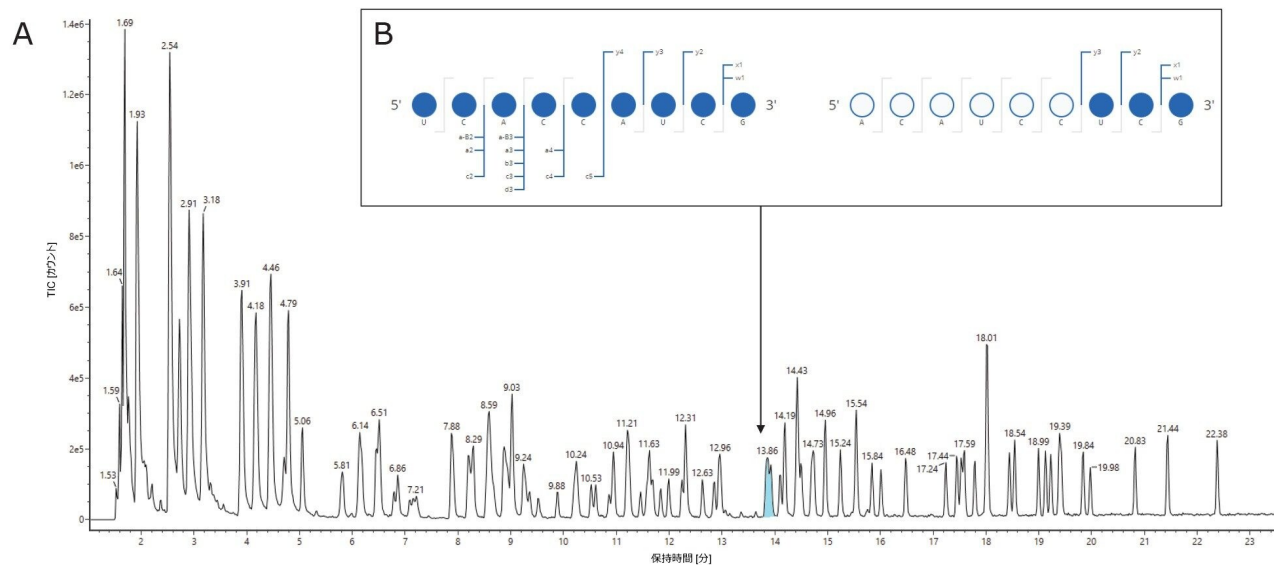 A
B
TIC [カウント]
1.4e6
1.2e6
1e6
8e5
6e5
4e5
2e5
0
y4
y3
y2
x1
w1
5'
U
C
A
C
C
A
U
C
G
3'
a-B2
a2
c2
a-B3
a3
b3
c3
d3
a4
c4
c5
y3
y2
x1
w1
5'
A
C
A
U
C
C
U
C
G
3'
1.53
1.59
1.64
1.69
1.93
2.54
2.91
3.18
3.91
4.18
4.46
4.79
5.06
5.81
6.14
6.51
6.86
7.21
7.88
8.29
8.59
9.03
9.24
9.88
10.24
10.53
10.94
11.21
11.63
11.99
12.31
12.63
12.96
13.86
14.19
14.43
14.73
14.96
15.24
15.54
15.84
16.48
17.24
17.44
17.59
18.01
18.54
18.99
19.39
19.84
19.98
20.83
21.44
22.38
2 3 4 5 6 7 8 9 10 11 12 13 14 15 16 17 18 19 20 21 22 23
保持時間 [分]